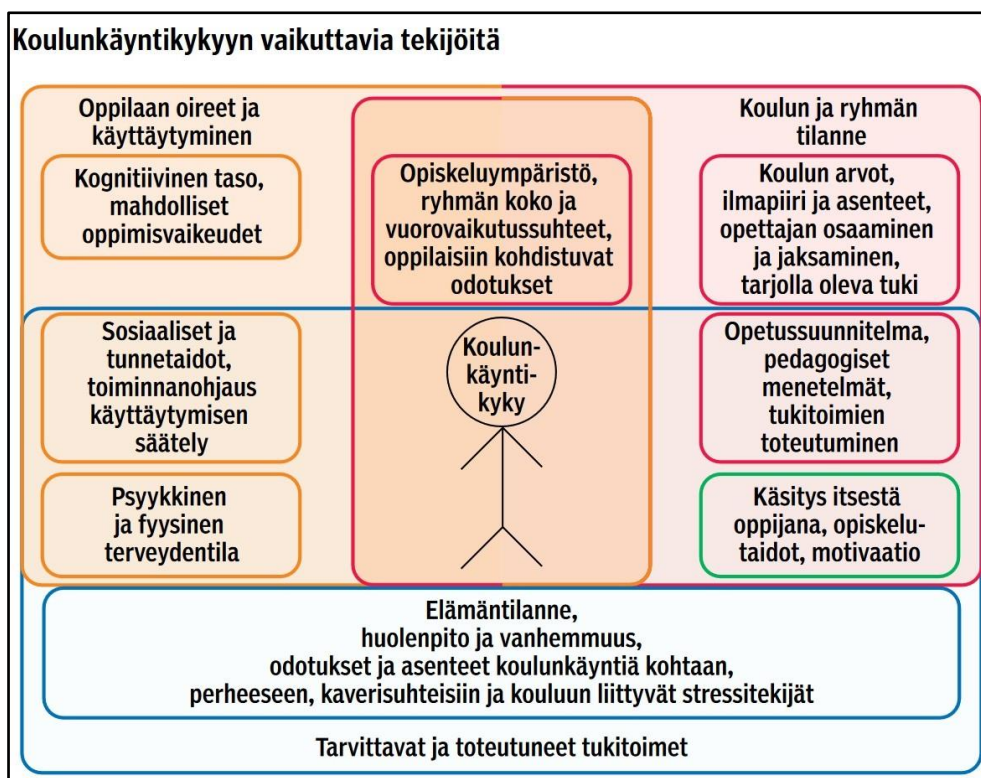 Koulunkäyntikykyyn vaikuttavia tekijöitä
Oppilaan oireet ja
käyttäytyminen
Kognitiivinen taso,
mahdolliset
oppimisvaikeudet
Sosiaaliset ja
tunnetaidot,
toiminnanohjaus
käyttäytymisen
säätely
Psyykkinen
ja fyysinen
terveydentila
Opiskeluympäristö,
ryhmän koko ja
vuorovaikutussuhteet,
oppilaisiin kohdistuvat
odotukset
Koulun-
käynti-
kyky
Koulun ja ryhmän
tilanne
Koulun arvot,
ilmapiiri ja asenteet,
opettajan osaaminen
ja jaksaminen,
tarjolla oleva tuki
Opetussuunnitelma,
pedagogiset
menetelmät,
tukitoimien
toteutuminen
Käsitys itsestä
oppijana, opiskelu-
taidot, motivaatio
Elämäntilanne,
huolenpito ja vanhemmuus,
odotukset ja asenteet koulunkäyntiä kohtaan,
perheeseen, kaverisuhteisiin ja kouluun liittyvät stressitekijät
Tarvittavat ja toteutuneet tukitoimet